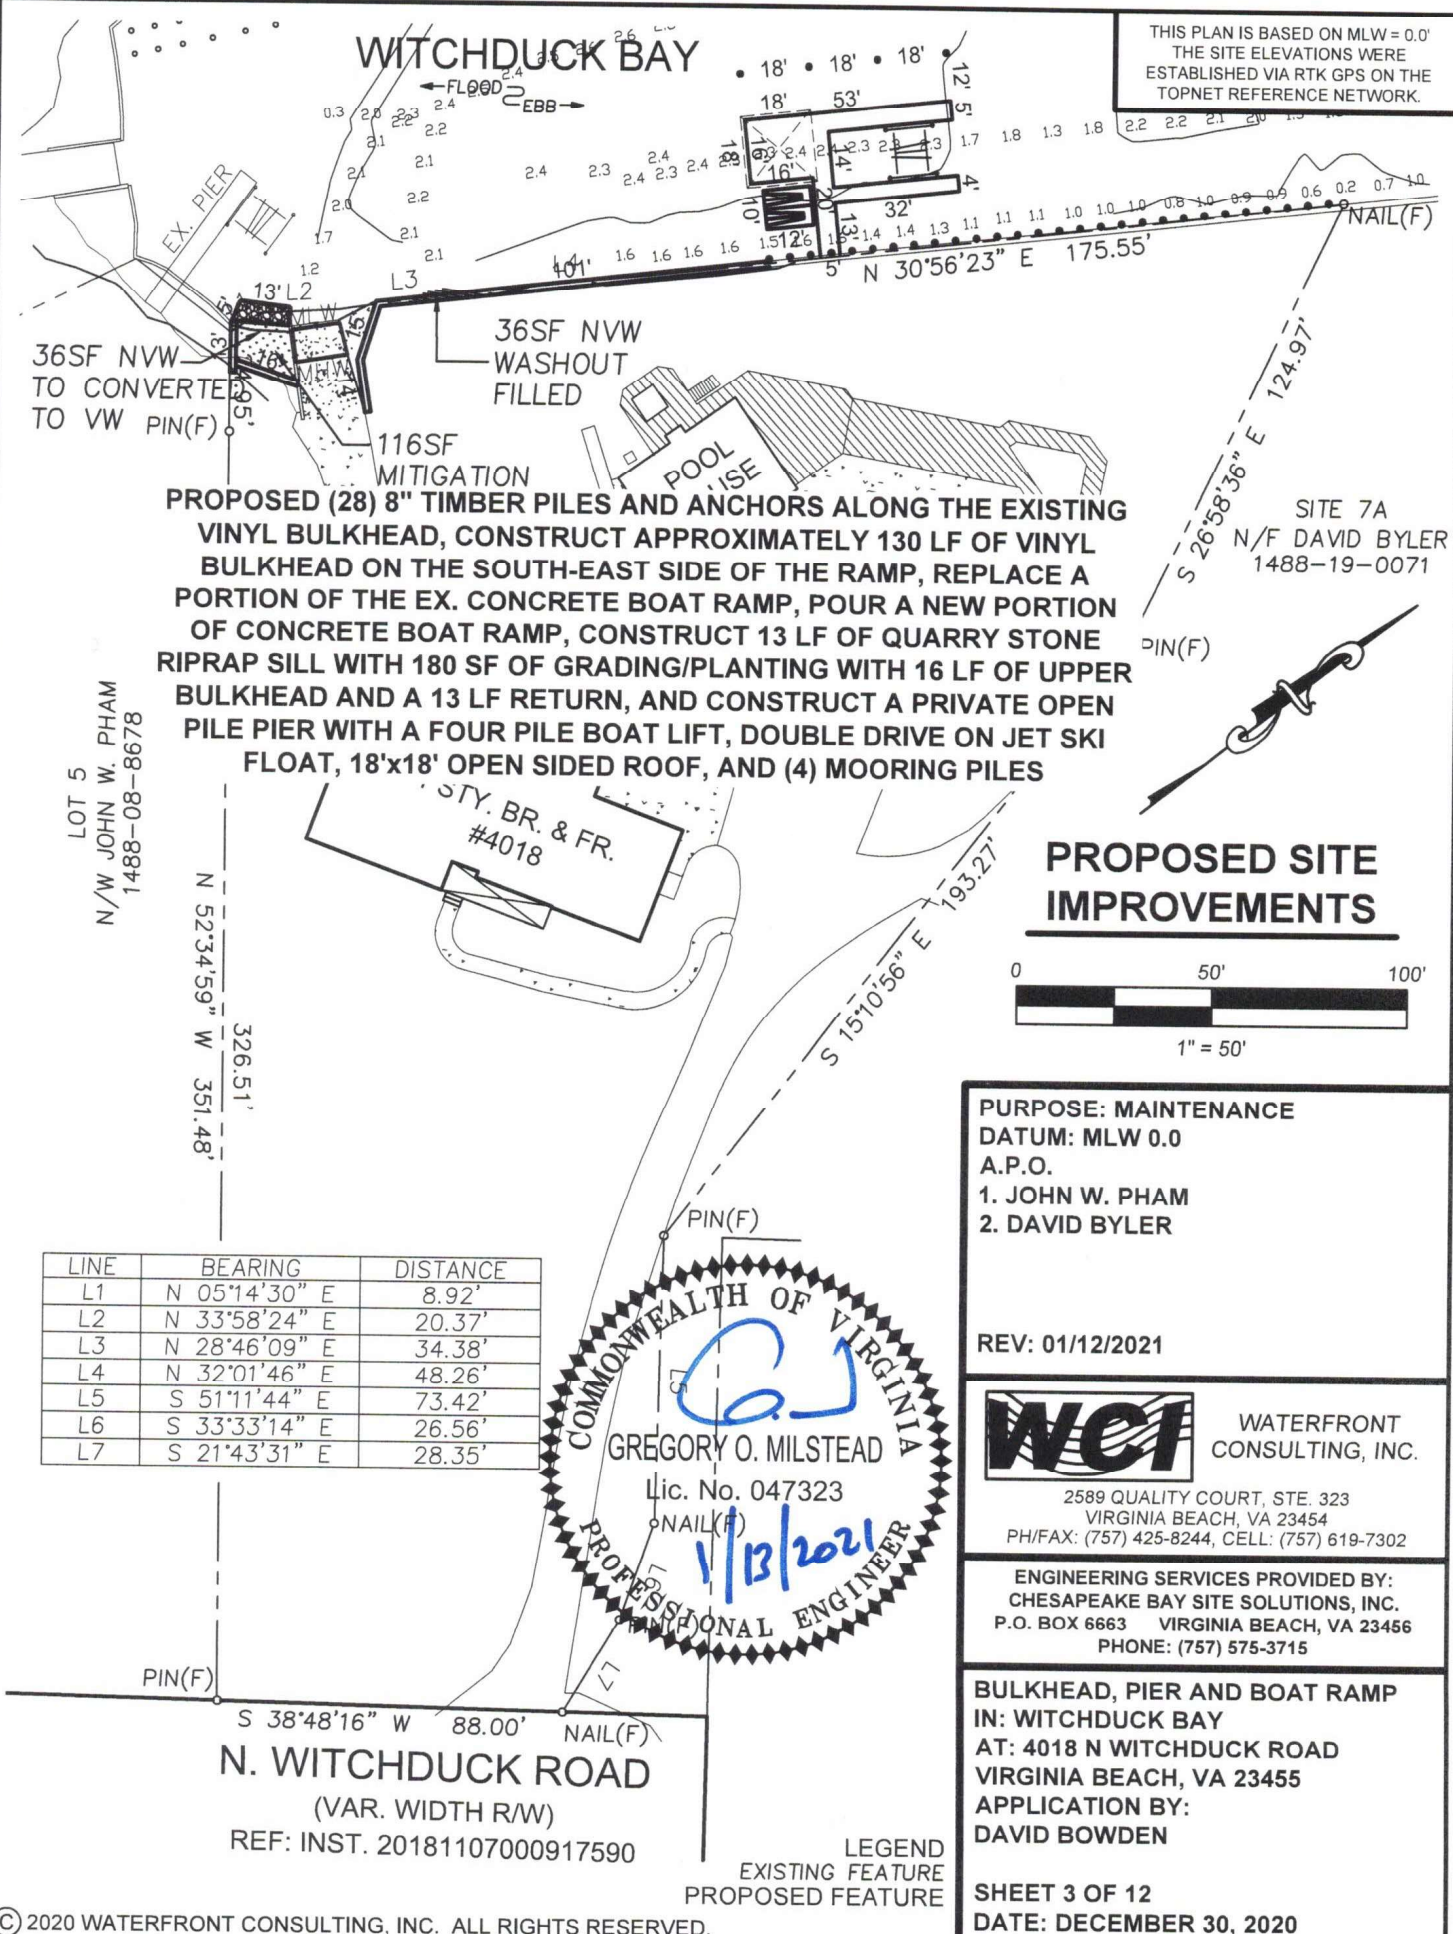 THIS PLAN IS BASED ON MLW = 0.0'
THE SITE ELEVATIONS WERE
ESTABLISHED VIA RTK GPS ON THE
TOPNET REFERENCE NETWORK.
WITCHDUCK BAY
FLOOD
EBB
18' 18' 18'
12'
18' 53' 5'
18' 16' 16' 14'
10' 12' 20' 13' 32' 4'
5'
N 30°56'23" E 175.55'
NAIL(F)
EX. PIER
13' L2
L3
L4
101'
5'
15'
MLW
MHW
16'
36SF NVW
TO CONVERTED
TO VW
PIN(F)
36SF NVW
WASHOUT
FILLED
116SF
MITIGATION
POOL
S 26°58'36" E 124.97'
SITE 7A
N/F DAVID BYLER
1488-19-0071
PIN(F)
PROPOSED (28) 8" TIMBER PILES AND ANCHORS ALONG THE EXISTING
VINYL BULKHEAD, CONSTRUCT APPROXIMATELY 130 LF OF VINYL
BULKHEAD ON THE SOUTH-EAST SIDE OF THE RAMP, REPLACE A
PORTION OF THE EX. CONCRETE BOAT RAMP, POUR A NEW PORTION
OF CONCRETE BOAT RAMP, CONSTRUCT 13 LF OF QUARRY STONE
RIPRAP SILL WITH 180 SF OF GRADING/PLANTING WITH 16 LF OF UPPER
BULKHEAD AND A 13 LF RETURN, AND CONSTRUCT A PRIVATE OPEN
PILE PIER WITH A FOUR PILE BOAT LIFT, DOUBLE DRIVE ON JET SKI
FLOAT, 18'x18' OPEN SIDED ROOF, AND (4) MOORING PILES
LOT 5
N/W JOHN W. PHAM
1488-08-8678
STY. BR. & FR.
#4018
N 52°34'59" W 351.48'
326.51'
S 15°10'56" E 193.27'
PROPOSED SITE
IMPROVEMENTS
0 50' 100'
1" = 50'
PURPOSE: MAINTENANCE
DATUM: MLW 0.0
A.P.O.
1. JOHN W. PHAM
2. DAVID BYLER
REV: 01/12/2021
PIN(F)
LINE BEARING DISTANCE
L1 N 05°14'30" E 8.92'
L2 N 33°58'24" E 20.37'
L3 N 28°46'09" E 34.38'
L4 N 32°01'46" E 48.26'
L5 S 51°11'44" E 73.42'
L6 S 33°33'14" E 26.56'
L7 S 21°43'31" E 28.35'
COMMONWEALTH OF VIRGINIA
L5
GREGORY O. MILSTEAD
Lic. No. 047323
NAIL(F)
1/13/2021
L6
PROFESSIONAL ENGINEER
PIN(F)
L7
WCI
WATERFRONT
CONSULTING, INC.
2589 QUALITY COURT, STE. 323
VIRGINIA BEACH, VA 23454
PH/FAX: (757) 425-8244, CELL: (757) 619-7302
ENGINEERING SERVICES PROVIDED BY:
CHESAPEAKE BAY SITE SOLUTIONS, INC.
P.O. BOX 6663 VIRGINIA BEACH, VA 23456
PHONE: (757) 575-3715
PIN(F)
S 38°48'16" W 88.00'
NAIL(F)
N. WITCHDUCK ROAD
(VAR. WIDTH R/W)
REF: INST. 20181107000917590
LEGEND
EXISTING FEATURE
PROPOSED FEATURE
BULKHEAD, PIER AND BOAT RAMP
IN: WITCHDUCK BAY
AT: 4018 N WITCHDUCK ROAD
VIRGINIA BEACH, VA 23455
APPLICATION BY:
DAVID BOWDEN
SHEET 3 OF 12
DATE: DECEMBER 30, 2020
© 2020 WATERFRONT CONSULTING, INC. ALL RIGHTS RESERVED.